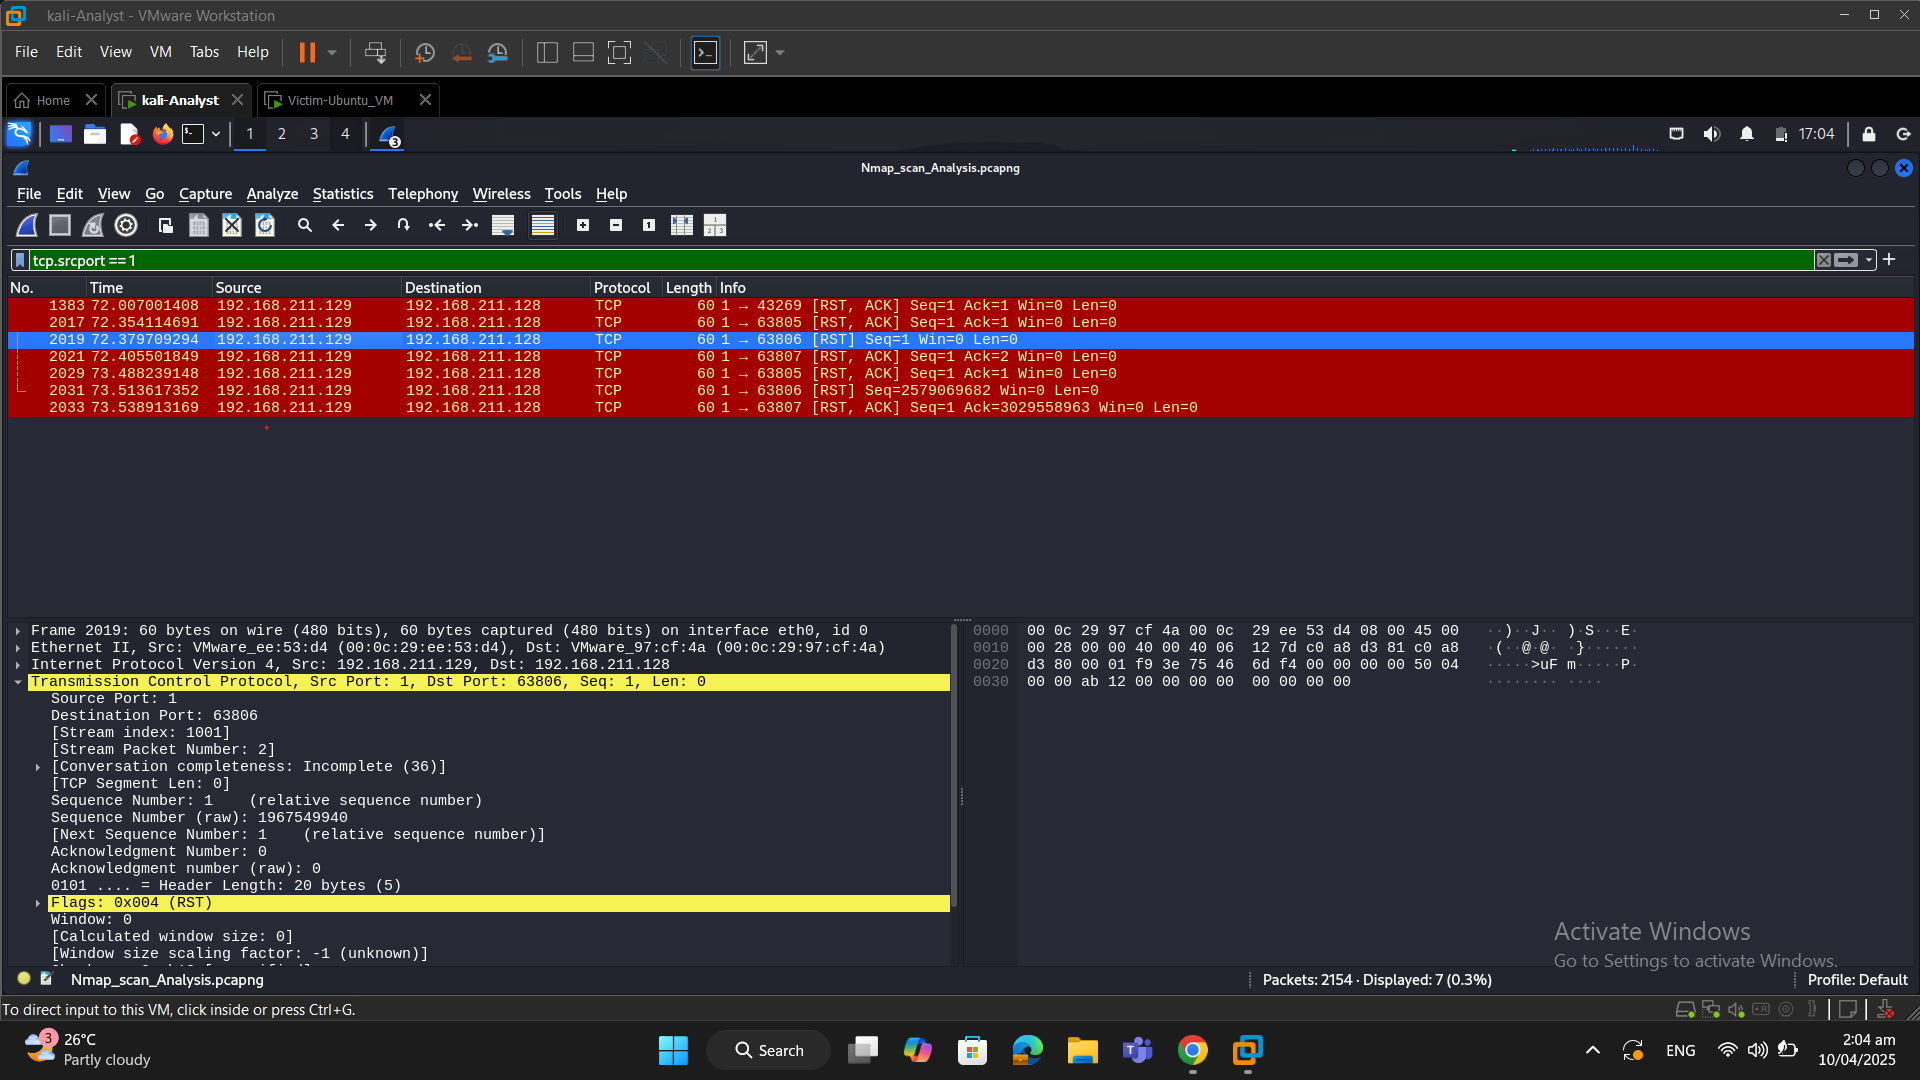 kali-Analyst - VMware Workstation
File Edit View VM Tabs Help
Home kali-Analyst Victim-Ubuntu_VM
1 2 3 4 3 17:04
Nmap_scan_Analysis.pcapng
File Edit View Go Capture Analyze Statistics Telephony Wireless Tools Help
tcp.srcport == 1
No. Time Source Destination Protocol Length Info
1383 72.007001408 192.168.211.129 192.168.211.128 TCP 60 1 → 43269 [RST, ACK] Seq=1 Ack=1 Win=0 Len=0
2017 72.354114691 192.168.211.129 192.168.211.128 TCP 60 1 → 63805 [RST, ACK] Seq=1 Ack=1 Win=0 Len=0
2019 72.379709294 192.168.211.129 192.168.211.128 TCP 60 1 → 63806 [RST] Seq=1 Win=0 Len=0
2021 72.405501849 192.168.211.129 192.168.211.128 TCP 60 1 → 63807 [RST, ACK] Seq=1 Ack=2 Win=0 Len=0
2029 73.488239148 192.168.211.129 192.168.211.128 TCP 60 1 → 63805 [RST, ACK] Seq=1 Ack=1 Win=0 Len=0
2031 73.513617352 192.168.211.129 192.168.211.128 TCP 60 1 → 63806 [RST] Seq=2579069682 Win=0 Len=0
2033 73.538913169 192.168.211.129 192.168.211.128 TCP 60 1 → 63807 [RST, ACK] Seq=1 Ack=3029558963 Win=0 Len=0
Frame 2019: 60 bytes on wire (480 bits), 60 bytes captured (480 bits) on interface eth0, id 0
Ethernet II, Src: VMware_ee:53:d4 (00:0c:29:ee:53:d4), Dst: VMware_97:cf:4a (00:0c:29:97:cf:4a)
Internet Protocol Version 4, Src: 192.168.211.129, Dst: 192.168.211.128
Transmission Control Protocol, Src Port: 1, Dst Port: 63806, Seq: 1, Len: 0
Source Port: 1
Destination Port: 63806
[Stream index: 1001]
[Stream Packet Number: 2]
[Conversation completeness: Incomplete (36)]
[TCP Segment Len: 0]
Sequence Number: 1 (relative sequence number)
Sequence Number (raw): 1967549940
[Next Sequence Number: 1 (relative sequence number)]
Acknowledgment Number: 0
Acknowledgment number (raw): 0
0101 .... = Header Length: 20 bytes (5)
Flags: 0x004 (RST)
Window: 0
[Calculated window size: 0]
[Window size scaling factor: -1 (unknown)]
0000 00 0c 29 97 cf 4a 00 0c 29 ee 53 d4 08 00 45 00 ··)··J·· )·S···E·
0010 00 28 00 00 40 00 40 06 12 7d c0 a8 d3 81 c0 a8 ·(··@·@· ·}······
0020 d3 80 00 01 f9 3e 75 46 6d f4 00 00 00 00 50 04 ·····>uF m·····P·
0030 00 00 ab 12 00 00 00 00 00 00 00 00 ········ ····
Activate Windows
Go to Settings to activate Windows.
Nmap_scan_Analysis.pcapng Packets: 2154 · Displayed: 7 (0.3%) Profile: Default
To direct input to this VM, click inside or press Ctrl+G.
3 26°C
Partly cloudy
Search
ENG
2:04 am
10/04/2025